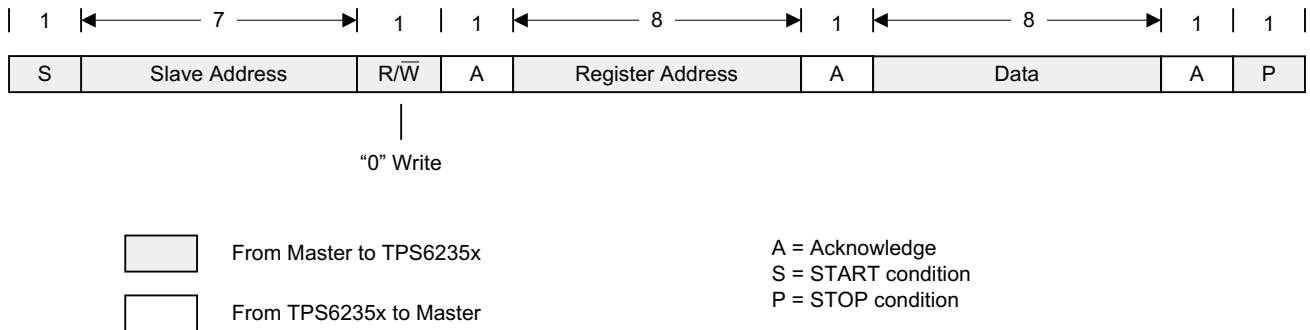 1 7 1 1 8 1 8 1 1
S Slave Address R/W̅ A Register Address A Data A P
“0” Write
From Master to TPS6235x
From TPS6235x to Master
A = Acknowledge
S = START condition
P = STOP condition